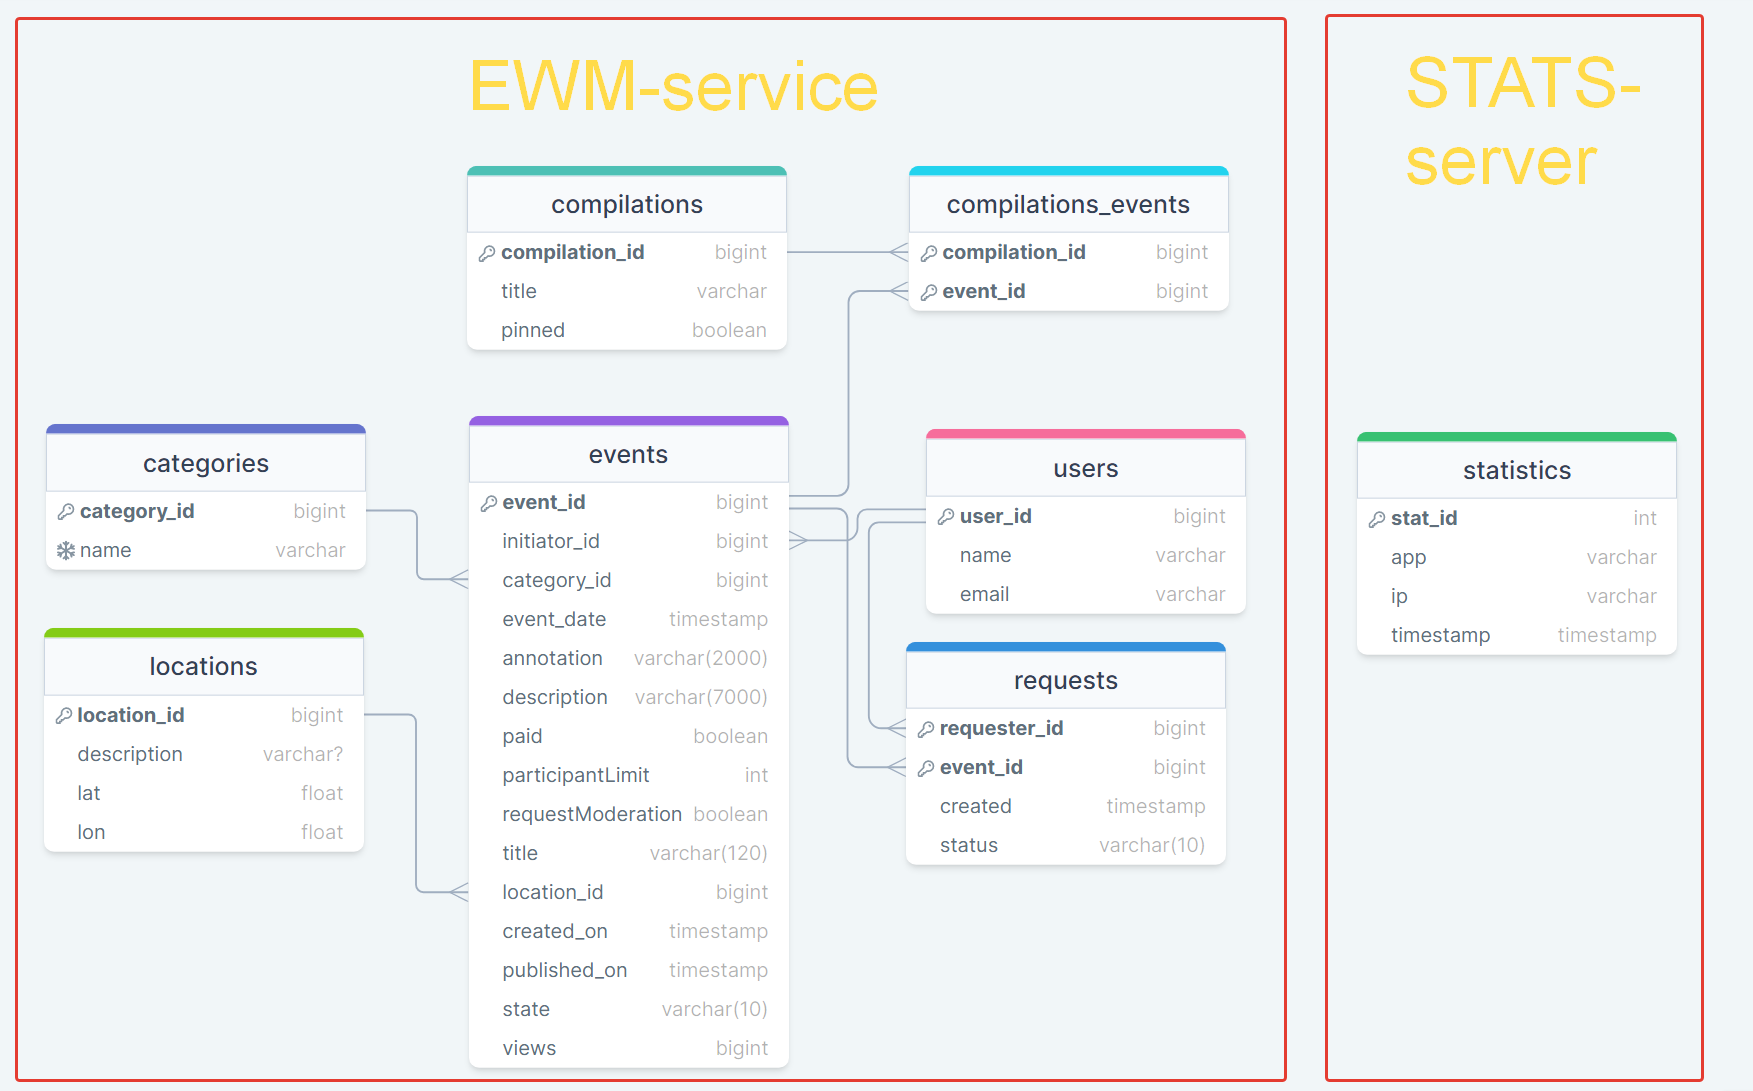 EWM-service
compilations
compilation_id bigint
title varchar
pinned boolean
compilations_events
compilation_id bigint
event_id bigint
categories
category_id bigint
name varchar
events
event_id bigint
initiator_id bigint
category_id bigint
event_date timestamp
annotation varchar(2000)
description varchar(7000)
paid boolean
participantLimit int
requestModeration boolean
title varchar(120)
location_id bigint
created_on timestamp
published_on timestamp
state varchar(10)
views bigint
users
user_id bigint
name varchar
email varchar
locations
location_id bigint
description varchar?
lat float
lon float
requests
requester_id bigint
event_id bigint
created timestamp
status varchar(10)
STATS-
server
statistics
stat_id int
app varchar
ip varchar
timestamp timestamp